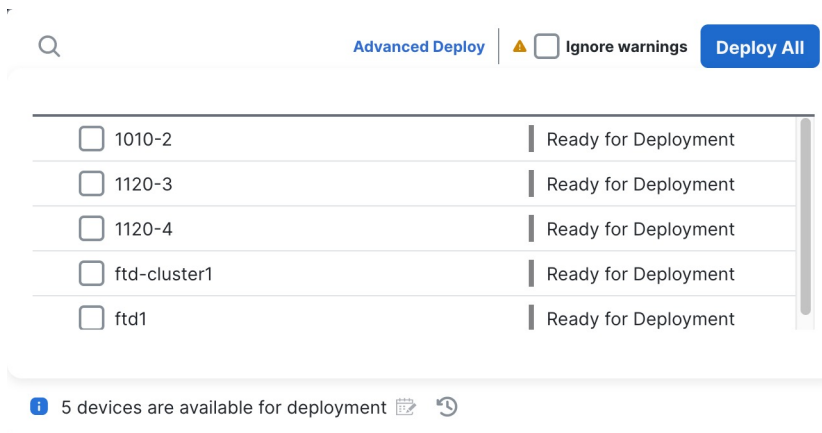 Advanced Deploy Ignore warnings Deploy All
1010-2 Ready for Deployment
1120-3 Ready for Deployment
1120-4 Ready for Deployment
ftd-cluster1 Ready for Deployment
ftd1 Ready for Deployment
5 devices are available for deployment